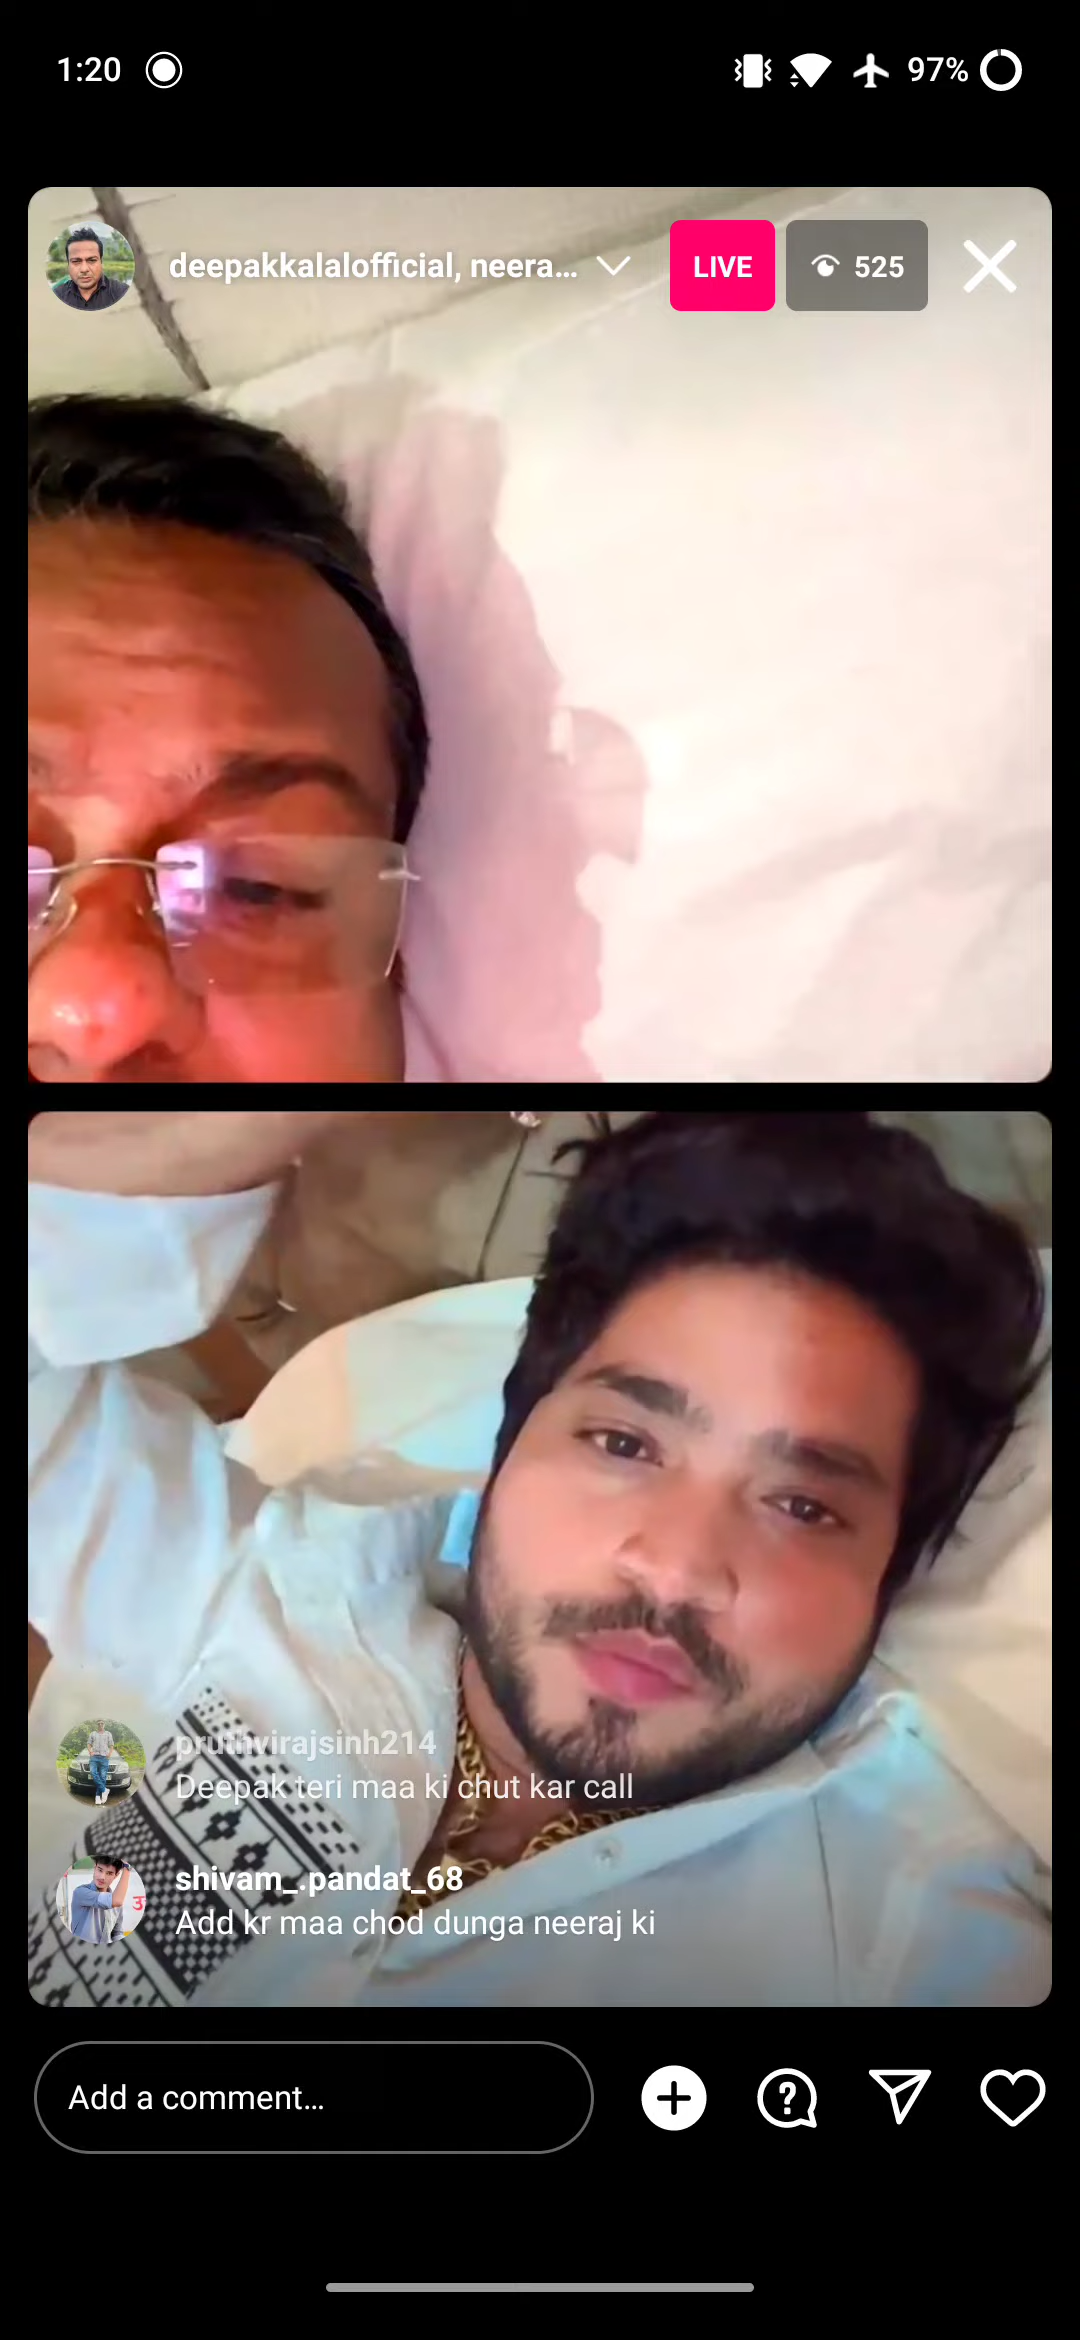 1:20
97%
deepakkalalofficial, neera...
LIVE
525
pruthvirajsinh214
Deepak teri maa ki chut kar call
shivam_.pandat_68
Add kr maa chod dunga neeraj ki
उ
Add a comment...